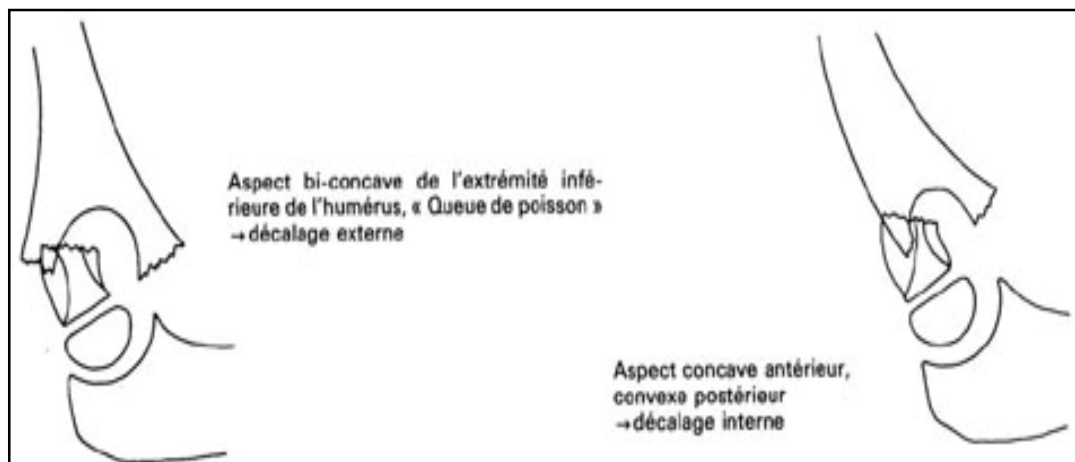 Aspect bi-concave de l'extrémité infé-
rieure de l'humérus, « Queue de poisson »
→ décalage externe
Aspect concave antérieur,
convexe postérieur
→ décalage interne